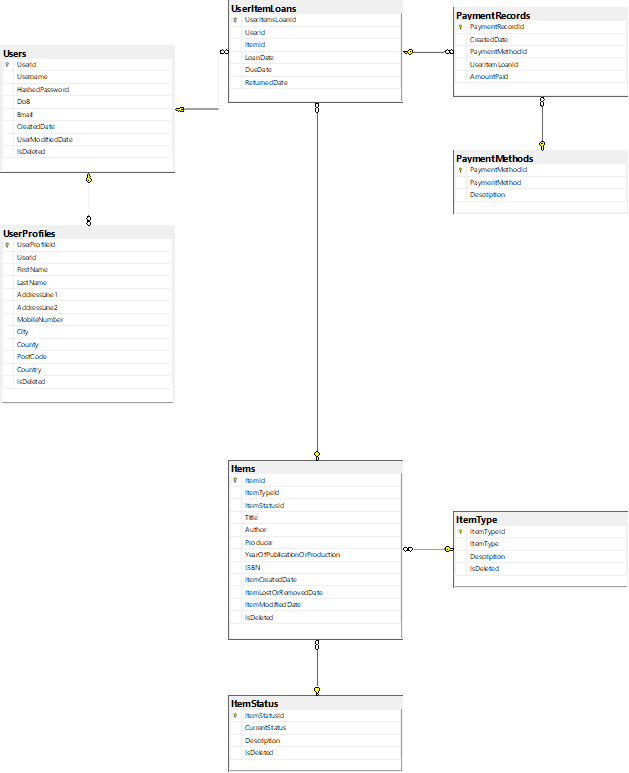 Users
UserId
Username
HashedPassword
DoB
Email
CreatedDate
UserModifiedDate
IsDeleted
UserProfiles
UserProfileId
UserId
FirstName
LastName
AddressLine1
AddressLine2
MobileNumber
City
County
PostCode
Country
IsDeleted
UserItemLoans
UserItemsLoanId
UserId
ItemId
LoanDate
DueDate
ReturnedDate
PaymentRecords
PaymentRecordId
CreatedDate
PaymentMethodId
UserItemLoanId
AmountPaid
PaymentMethods
PaymentMethodId
PaymentMethod
Description
Items
ItemId
ItemTypeId
ItemStatusId
Title
Author
Producer
YearOfPublicationOrProduction
ISBN
ItemCreatedDate
ItemLostOrRemovedDate
ItemModifiedDate
IsDeleted
ItemType
ItemTypeId
ItemType
Description
IsDeleted
ItemStatus
ItemStatusId
CurrentStatus
Description
IsDeleted